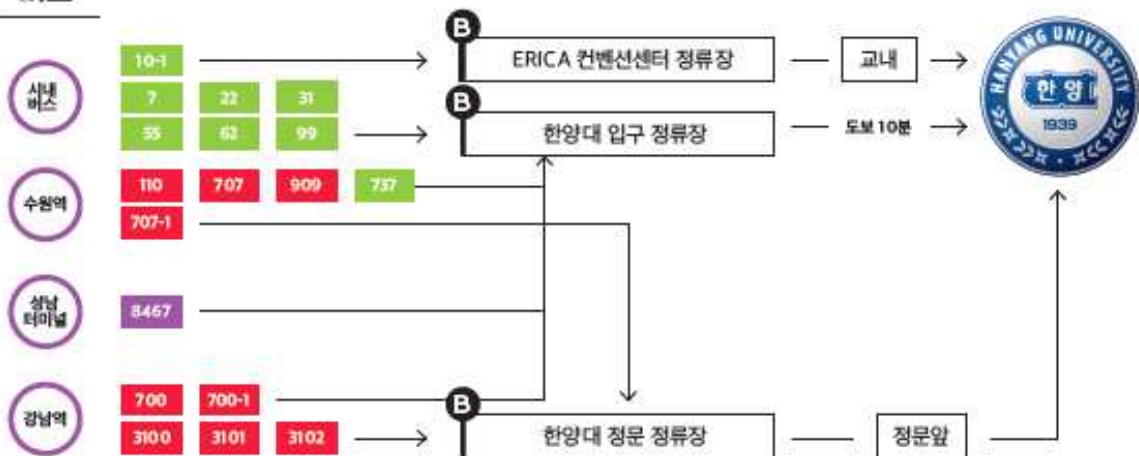 B
10-1
ERICA 컨벤션센터 정류장
교내
시내
버스
7 22 31
B
55 62 99
한양대 입구 정류장
도보 10분
HANYANG UNIVERSITY
한양
1939
수원역
110 707 909 737
707-1
성남
터미널
8467
강남역
700 700-1
B
3100 3101 3102
한양대 정문 정류장
정문앞